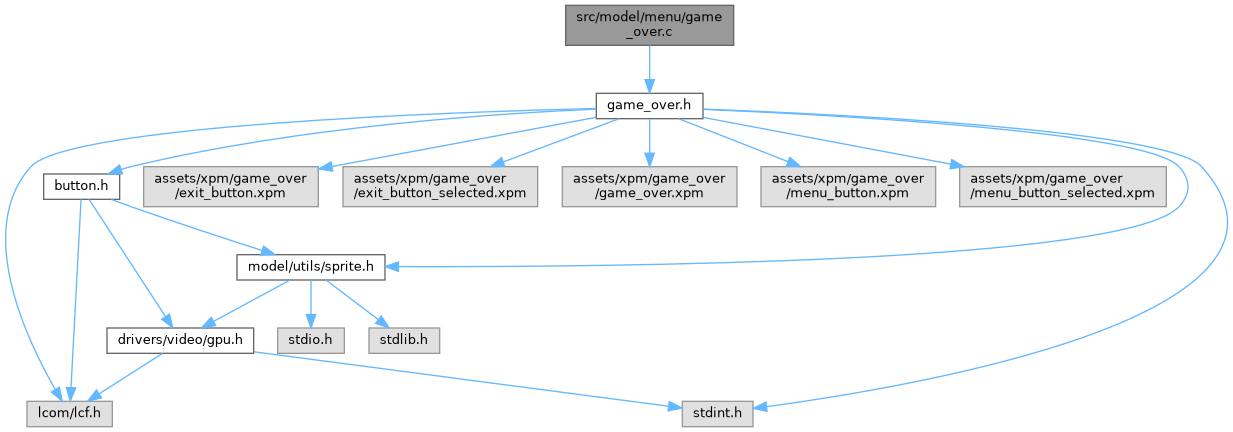 src/model/menu/game
_over.c
game_over.h
button.h
assets/xpm/game_over
/exit_button.xpm
assets/xpm/game_over
/exit_button_selected.xpm
assets/xpm/game_over
/game_over.xpm
assets/xpm/game_over
/menu_button.xpm
assets/xpm/game_over
/menu_button_selected.xpm
model/utils/sprite.h
drivers/video/gpu.h
stdio.h
stdlib.h
lcom/lcf.h
stdint.h